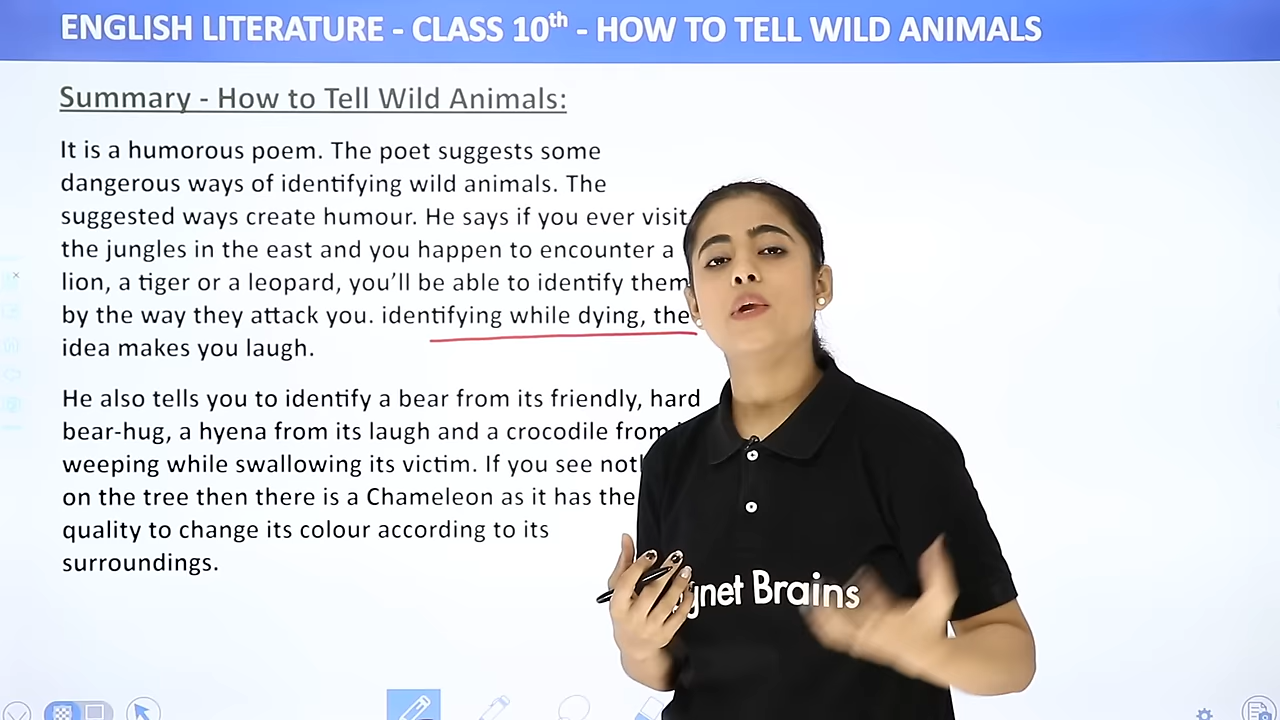 ENGLISH LITERATURE - CLASS 10th - HOW TO TELL WILD ANIMALS
Summary - How to Tell Wild Animals:
It is a humorous poem. The poet suggests some
dangerous ways of identifying wild animals. The
suggested ways create humour. He says if you ever visit
the jungles in the east and you happen to encounter a
lion, a tiger or a leopard, you'll be able to identify them
by the way they attack you. identifying while dying, the
idea makes you laugh.
He also tells you to identify a bear from its friendly, hard
bear-hug, a hyena from its laugh and a crocodile from
weeping while swallowing its victim. If you see
on the tree then there is a Chameleon as it has the
quality to change its colour according to its
surroundings.
Brains